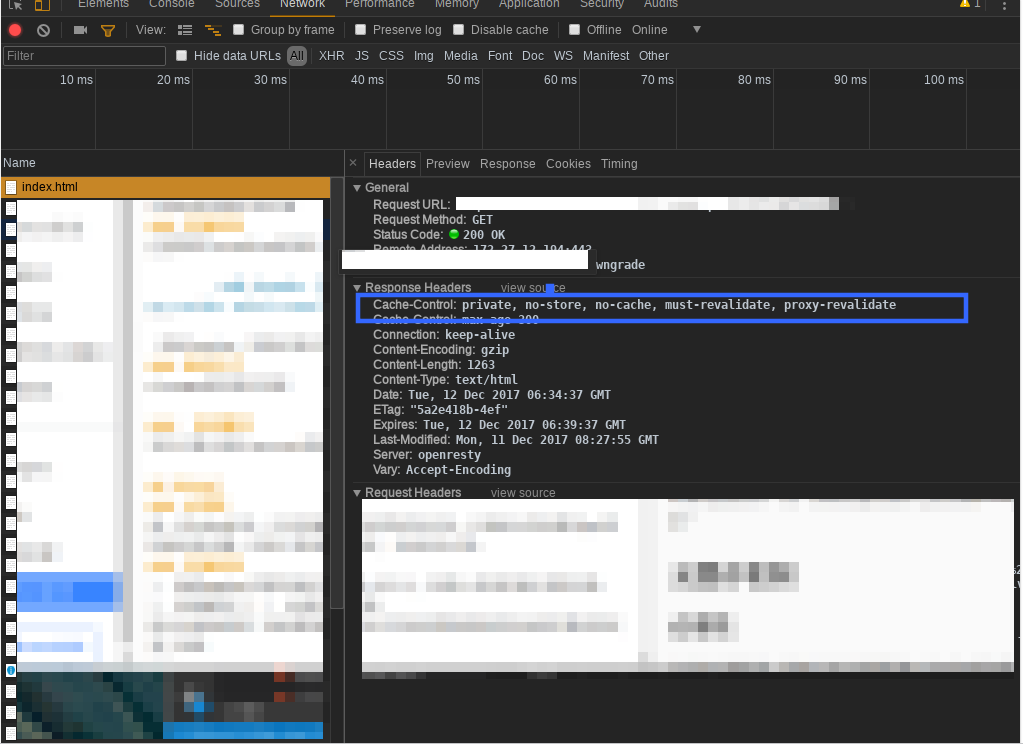 Elements Console Sources Network Performance Memory Application Security Audits 1
View: Group by frame Preserve log Disable cache Offline Online
Filter Hide data URLs All XHR JS CSS Img Media Font Doc WS Manifest Other
10 ms 20 ms 30 ms 40 ms 50 ms 60 ms 70 ms 80 ms 90 ms 100 ms
Name
index.html
× Headers Preview Response Cookies Timing
General
Request URL:
Request Method: GET
Status Code: 200 OK
Remote Address: 172.27.12.194:443
wngrade
Response Headers view source
Cache-Control: private, no-store, no-cache, must-revalidate, proxy-revalidate
Cache-Control: max-age=300
Connection: keep-alive
Content-Encoding: gzip
Content-Length: 1263
Content-Type: text/html
Date: Tue, 12 Dec 2017 06:34:37 GMT
ETag: "5a2e418b-4ef"
Expires: Tue, 12 Dec 2017 06:39:37 GMT
Last-Modified: Mon, 11 Dec 2017 08:27:55 GMT
Server: openresty
Vary: Accept-Encoding
Request Headers view source